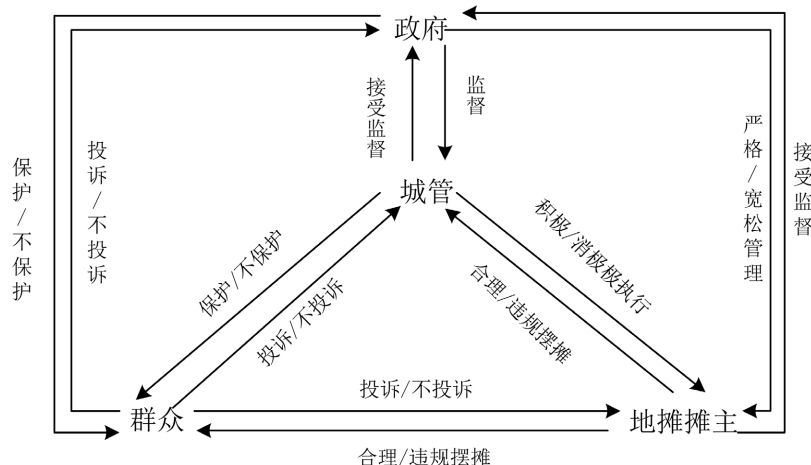 政府
接受监督
监督
保护/不保护
投诉/不投诉
严格/宽松管理
接受监督
城管
保护/不保护
投诉/不投诉
积极/消极极执行
合理/违规摆摊
投诉/不投诉
群众
地摊摊主
合理/违规摆摊